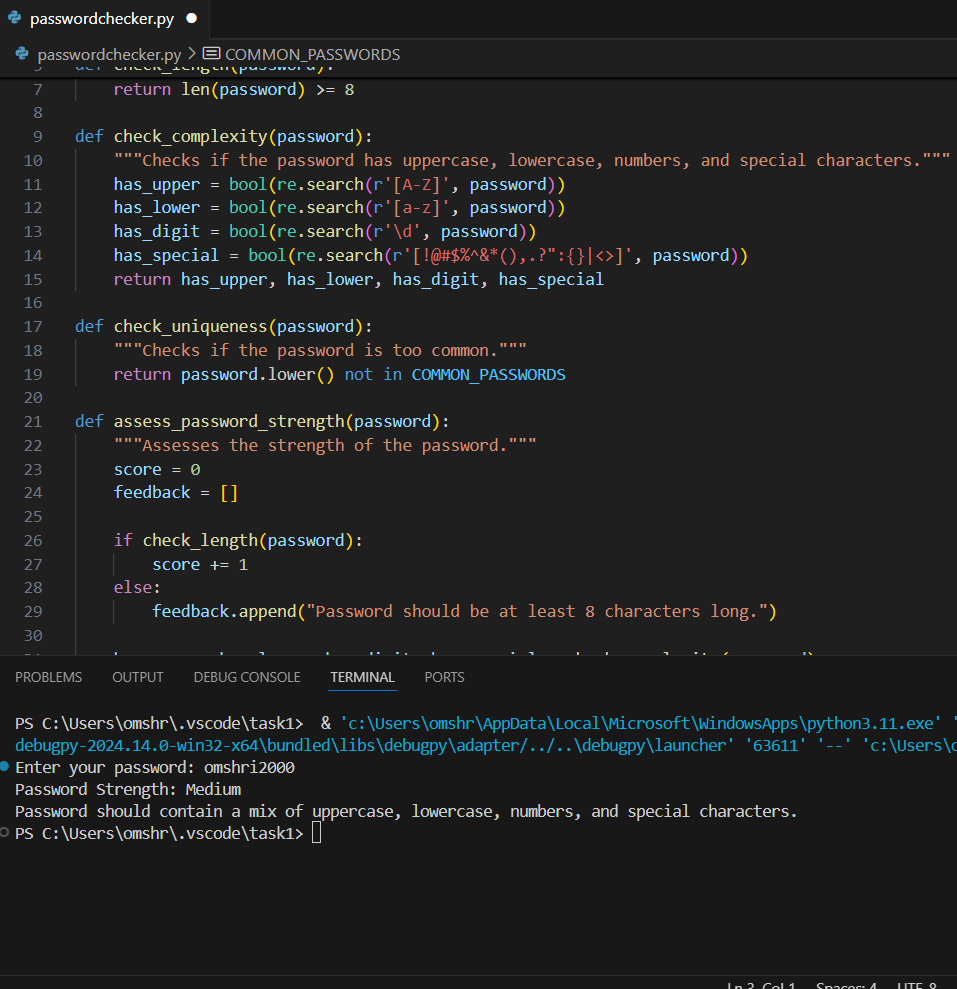 passwordchecker.py
passwordchecker.py > COMMON_PASSWORDS
def check_length(password):
7 return len(password) >= 8
8
9 def check_complexity(password):
10 """Checks if the password has uppercase, lowercase, numbers, and special characters."""
11 has_upper = bool(re.search(r'[A-Z]', password))
12 has_lower = bool(re.search(r'[a-z]', password))
13 has_digit = bool(re.search(r'\d', password))
14 has_special = bool(re.search(r'[!@#$%^&*(),.?":{}|<>]', password))
15 return has_upper, has_lower, has_digit, has_special
16
17 def check_uniqueness(password):
18 """Checks if the password is too common."""
19 return password.lower() not in COMMON_PASSWORDS
20
21 def assess_password_strength(password):
22 """Assesses the strength of the password."""
23 score = 0
24 feedback = []
25
26 if check_length(password):
27 score += 1
28 else:
29 feedback.append("Password should be at least 8 characters long.")
30
PROBLEMS OUTPUT DEBUG CONSOLE TERMINAL PORTS
PS C:\Users\omshr\.vscode\task1> & 'c:\Users\omshr\AppData\Local\Microsoft\WindowsApps\python3.11.exe' '
debugpy-2024.14.0-win32-x64\bundled\libs\debugpy\adapter/../..\debugpy\launcher' '63611' '--' 'c:\Users\
Enter your password: omshri2000
Password Strength: Medium
Password should contain a mix of uppercase, lowercase, numbers, and special characters.
PS C:\Users\omshr\.vscode\task1>
Ln 3, Col 1 Spaces: 4 UTF-8